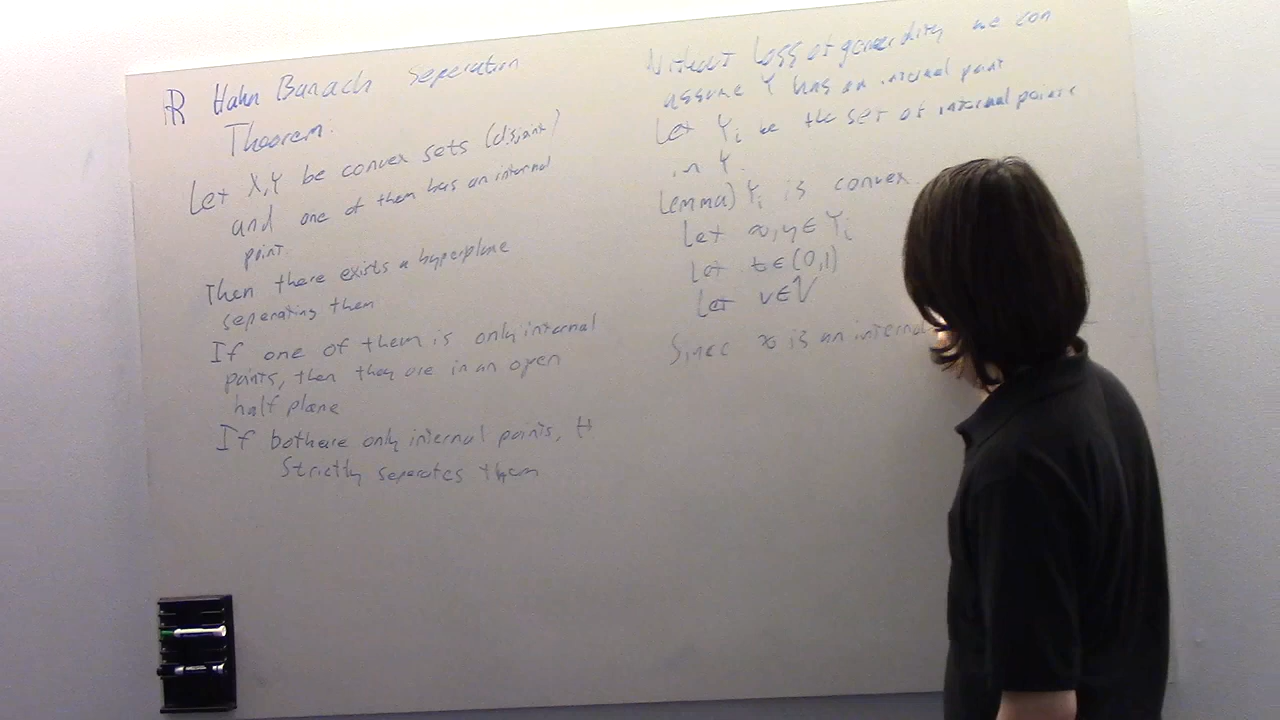 ℝ Hahn Banach Seperation
Theorem:
Let X,Y be convex sets (disjoint)
and one of them has an internal
point.
Then there exists a hyperplane
seperating them
If one of them is only internal
points, then they are in an open
half plane
If both are only internal points, H
Strictly seperates them
Without loss of generality we can
assume Y has an internal point
Let Yi be the set of internal points
in Y.
Lemma) Yi is convex
Let x,y∈Yi
Let t∈(0,1)
Let v∈V
Since x is an internal